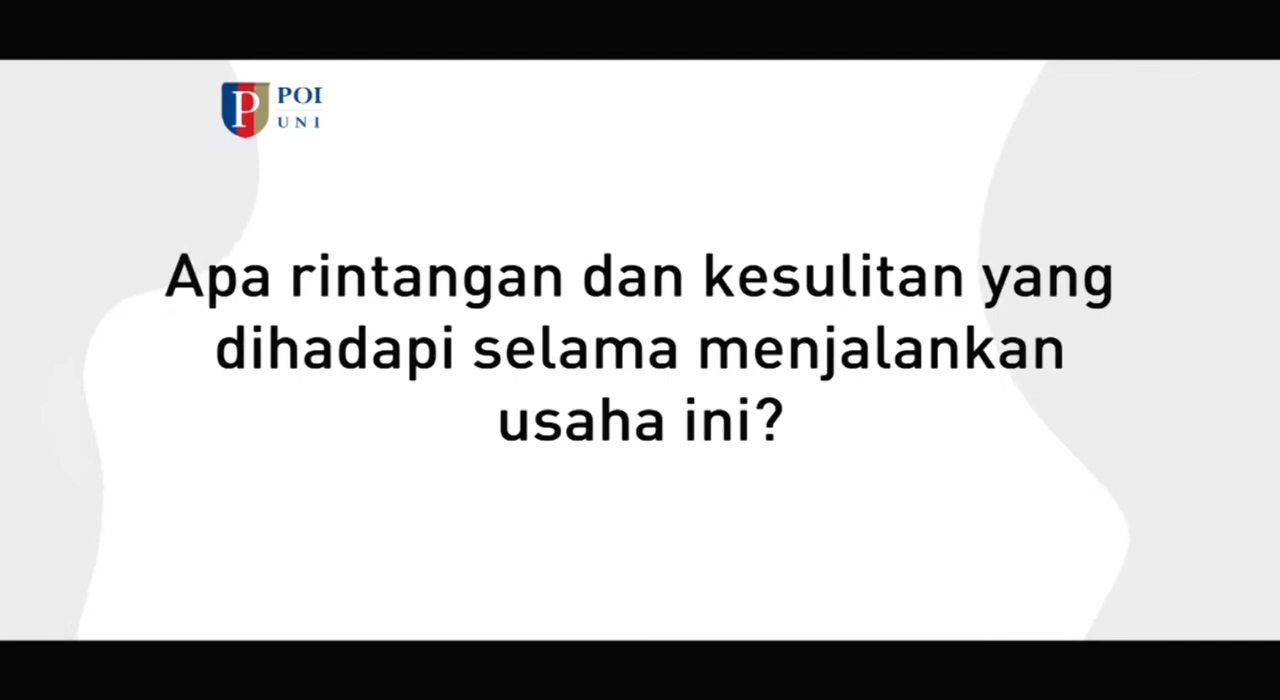 POI
UNI
Apa rintangan dan kesulitan yang
dihadapi selama menjalankan
usaha ini?